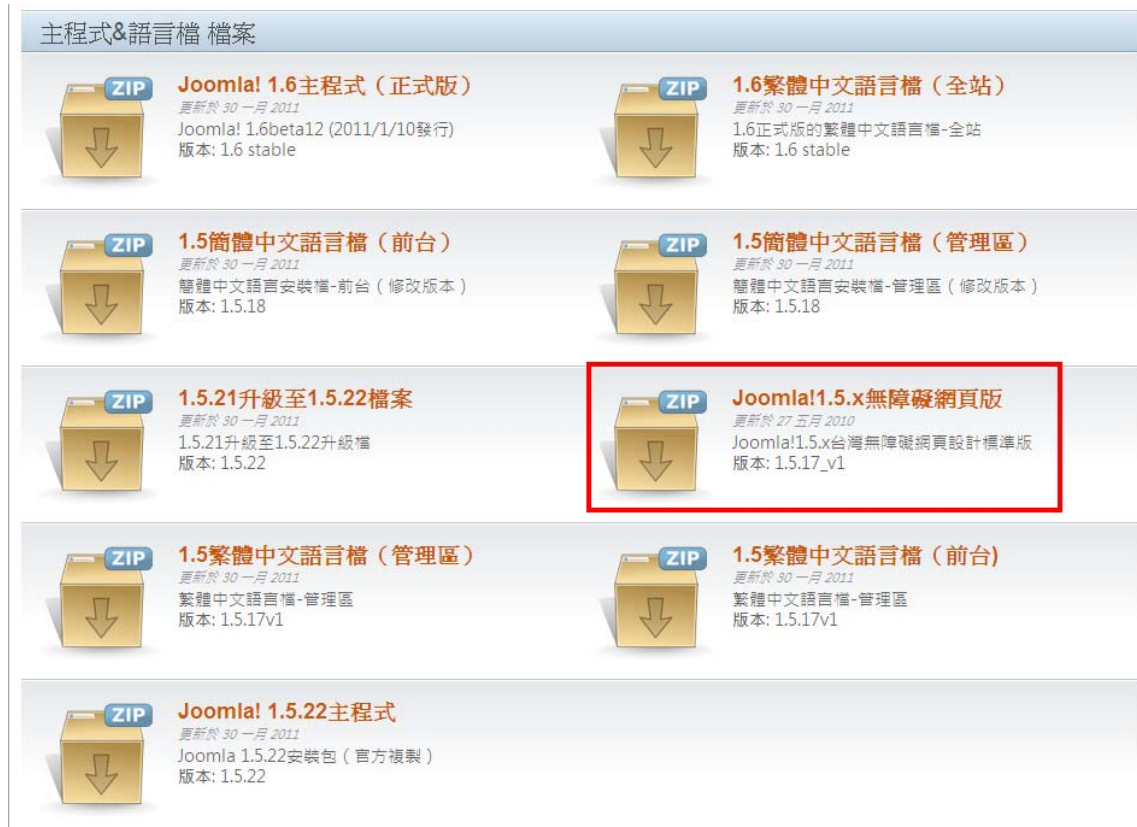 主程式&語言檔 檔案
ZIP
Joomla! 1.6主程式（正式版）
更新於 30 一月 2011
Joomla! 1.6beta12 (2011/1/10發行)
版本: 1.6 stable
ZIP
1.6繁體中文語言檔（全站）
更新於 30 一月 2011
1.6正式版的繁體中文語言檔-全站
版本: 1.6 stable
ZIP
1.5簡體中文語言檔（前台）
更新於 30 一月 2011
簡體中文語言安裝檔-前台（修改版本）
版本: 1.5.18
ZIP
1.5簡體中文語言檔（管理區）
更新於 30 一月 2011
簡體中文語言安裝檔-管理區（修改版本）
版本: 1.5.18
ZIP
1.5.21升級至1.5.22檔案
更新於 30 一月 2011
1.5.21升級至1.5.22升級檔
版本: 1.5.22
ZIP
Joomla!1.5.x無障礙網頁版
更新於 27 五月 2010
Joomla!1.5.x台灣無障礙網頁設計標準版
版本: 1.5.17_v1
ZIP
1.5繁體中文語言檔（管理區）
更新於 30 一月 2011
繁體中文語言檔-管理區
版本: 1.5.17v1
ZIP
1.5繁體中文語言檔（前台)
更新於 30 一月 2011
繁體中文語言檔-管理區
版本: 1.5.17v1
ZIP
Joomla! 1.5.22主程式
更新於 30 一月 2011
Joomla 1.5.22安裝包（官方複製）
版本: 1.5.22